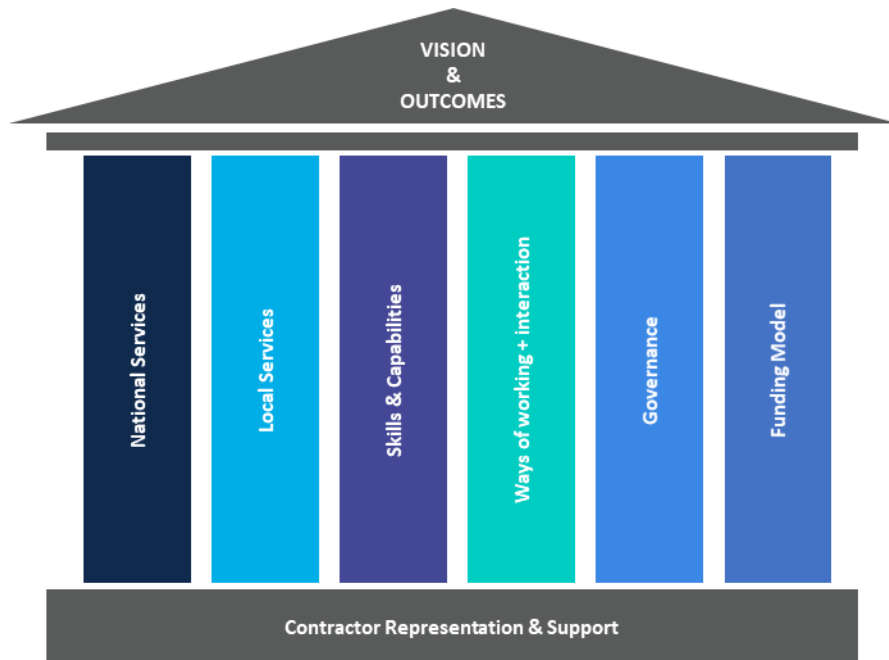 VISION
&
OUTCOMES
National Services
Local Services
Skills & Capabilities
Ways of working + interaction
Governance
Funding Model
Contractor Representation & Support